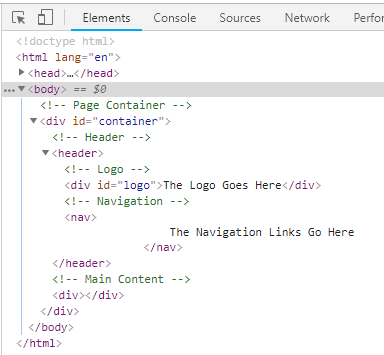 Elements Console Sources Network Performance
<!doctype html>
<html lang="en">
<head>…</head>
<body> == $0
<!-- Page Container -->
<div id="container">
<!-- Header -->
<header>
<!-- Logo -->
<div id="logo">The Logo Goes Here</div>
<!-- Navigation -->
<nav>
The Navigation Links Go Here
</nav>
</header>
<!-- Main Content -->
<div></div>
</div>
</body>
</html>